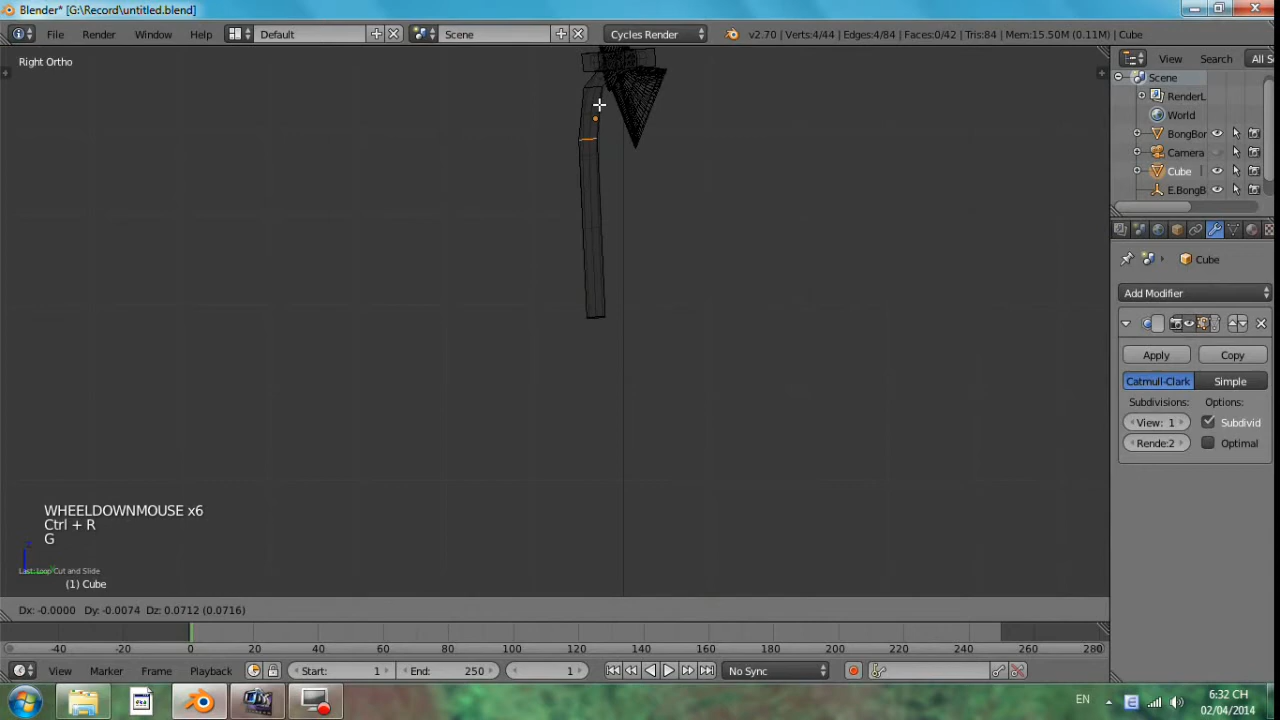 Blender* [G:\Record\untitled.blend]
File Render Window Help Default Scene Cycles Render v2.70 | Verts:4/44 | Edges:4/84 | Faces:0/42 | Tris:84 | Mem:15.50M (0.11M) | Cube
Right Ortho
View Search All S
Scene
RenderL
World
BongBor
Camera
Cube
E.BongB
Cube
Add Modifier
Apply Copy
Catmull-Clark Simple
Subdivisions: Options:
View: 1 Subdivid
Rende:2 Optimal
WHEELDOWNMOUSE x6
Ctrl + R
G
z
Last: Loop Cut and Slide
(1) Cube
Dx: -0.0000 Dy: -0.0074 Dz: 0.0712 (0.0716)
-40 -20 0 20 40 60 80 100 120 140 160 180 200 220 240 260 280
View Marker Frame Playback Start: 1 End: 250 1 No Sync
EN 6:32 CH
02/04/2014